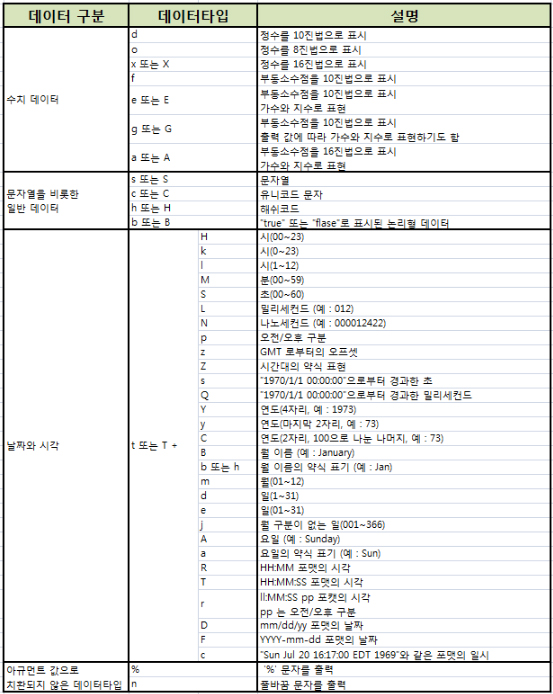 데이터 구분 데이터타입 설명
수치 데이터
d 정수를 10진법으로 표시
o 정수를 8진법으로 표시
x 또는 X 정수를 16진법으로 표시
f 부동소수점을 10진법으로 표시
e 또는 E 부동소수점을 10진법으로 표시
가수와 지수로 표현
g 또는 G 부동소수점을 10진법으로 표시
출력 값에 따라 가수와 지수로 표현하기도 함
a 또는 A 부동소수점을 16진법으로 표시
가수와 지수로 표현
문자열을 비롯한
일반 데이터
s 또는 S 문자열
c 또는 C 유니코드 문자
h 또는 H 해쉬코드
b 또는 B "true" 또는 "flase"로 표시된 논리형 데이터
날짜와 시각 t 또는 T +
H 시(00~23)
k 시(0~23)
l 시(1~12)
M 분(00~59)
S 초(00~60)
L 밀리세컨드 (예 : 012)
N 나노세컨드 (예 : 000012422)
p 오전/오후 구분
z GMT 로부터의 오프셋
Z 시간대의 약식 표현
s "1970/1/1 00:00:00"으로부터 경과한 초
Q "1970/1/1 00:00:00"으로부터 경과한 밀리세컨드
Y 연도(4자리, 예 : 1973)
y 연도(마지막 2자리, 예 : 73)
C 연도(2자리, 100으로 나눈 나머지, 예 : 73)
B 월 이름 (예 : January)
b 또는 h 월 이름의 약식 표기 (예 : Jan)
m 월(01~12)
d 일(1~31)
e 일(01~31)
j 월 구분이 없는 일(001~366)
A 요일 (예 : Sunday)
a 요일의 약식 표기 (예 : Sun)
R HH:MM 포맷의 시각
T HH:MM:SS 포맷의 시각
r ll:MM:SS pp 포캣의 시각
pp 는 오전/오후 구분
D mm/dd/yy 포맷의 날짜
F YYYY-mm-dd 포맷의 날짜
c "Sun Jul 20 16:17:00 EDT 1969"와 같은 포맷의 일시
아규먼트 값으로
치환되지 않은 데이터타입
% '%' 문자를 출력
n 줄바꿈 문자를 출력